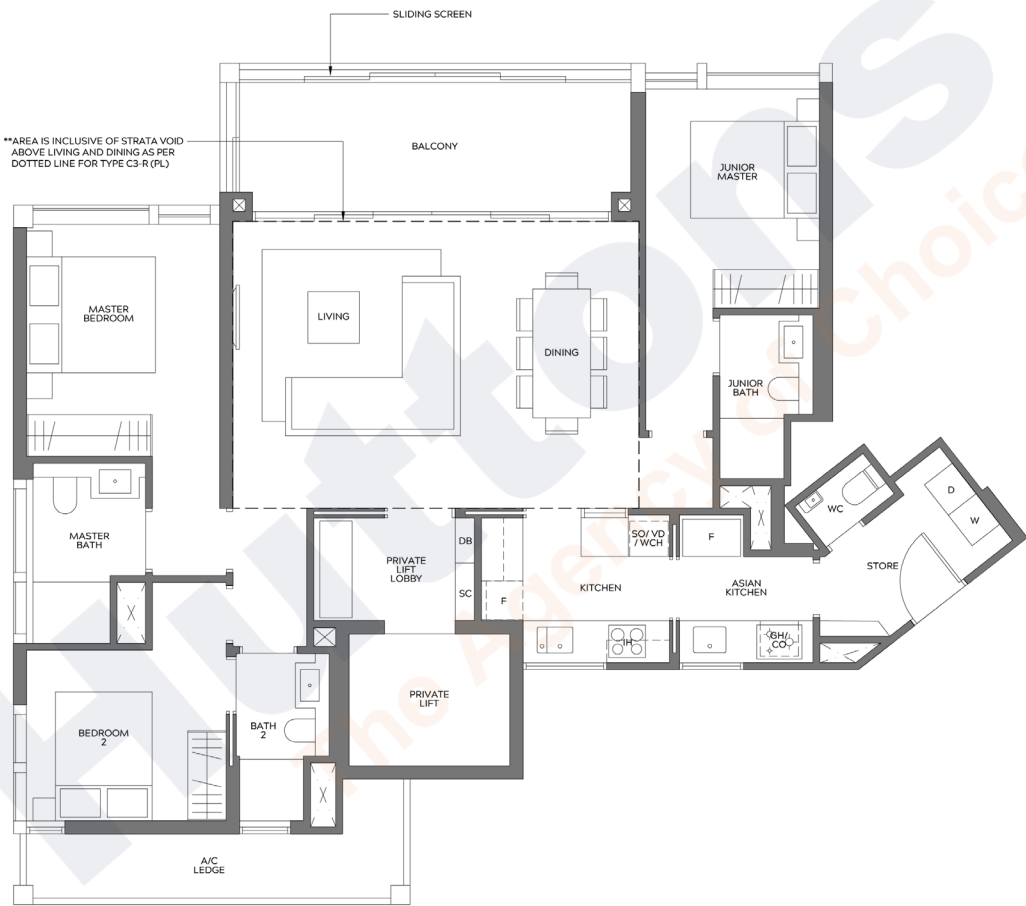 SLIDING SCREEN
**AREA IS INCLUSIVE OF STRATA VOID
ABOVE LIVING AND DINING AS PER
DOTTED LINE FOR TYPE C3-R (PL)
BALCONY
JUNIOR
MASTER
MASTER
BEDROOM
LIVING
DINING
JUNIOR
BATH
MASTER
BATH
PRIVATE
LIFT
LOBBY
DB
SC
F
KITCHEN
SO/ VD
/ WCH
F
ASIAN
KITCHEN
WC
D
W
STORE
IH
GH/
CO
PRIVATE
LIFT
BEDROOM
2
BATH
2
A/C
LEDGE
Huttons
The Agency of Choice